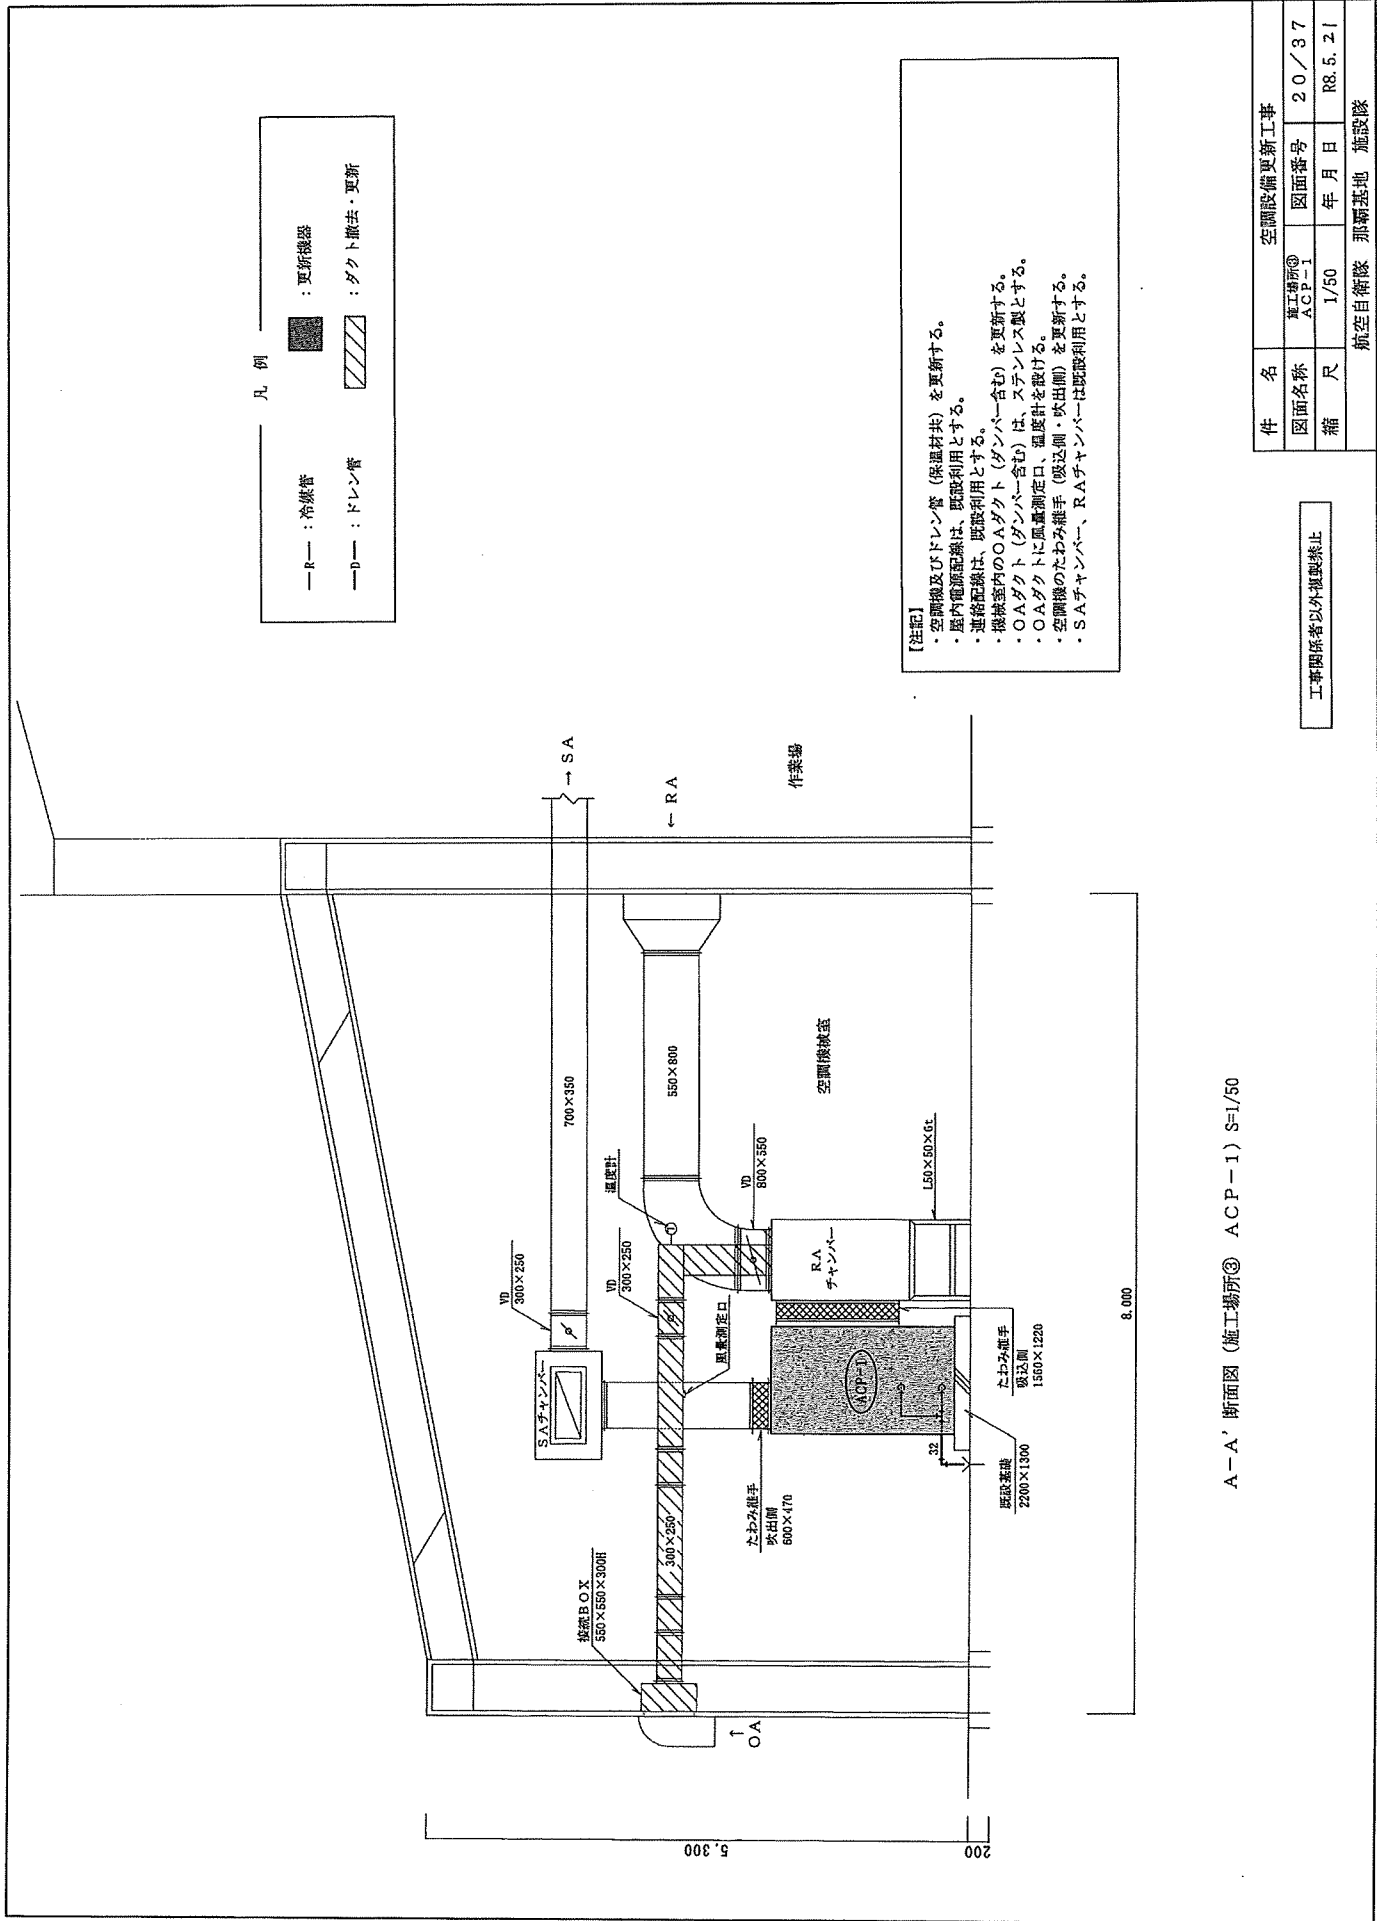 凡　例
―R― ：冷媒管
：更新機器
―D― ：ドレン管
：ダクト撤去・更新
VD
300×250
SAチャンバー
700×350
→ SA
接続BOX
550×550×300H
VD
300×250
温度計
300×250
550×800
← RA
↑
OA
風量測定口
VD
800×550
たわみ継手
吹出側
600×470
RA
チャンバー
空調機械室
作業場
ACP-1
L50×50×6t
32
既設基礎
2200×1300
たわみ継手
吸込側
1560×1220
5,300
200
8.000
A－A’断面図（施工場所③　ACP－1）S=1/50
【注記】
・空調機及びドレン管（保温材共）を更新する。
・屋内電源配線は、既設利用とする。
・連絡配線は、既設利用とする。
・機械室内のOAダクト（ダンパー含む）を更新する。
・OAダクト（ダンパー含む）は、ステンレス製とする。
・OAダクトに風量測定口、温度計を設ける。
・空調機のたわみ継手（吸込側・吹出側）を更新する。
・SAチャンバー、RAチャンバーは既設利用とする。
工事関係者以外複製禁止
件　名　空調設備更新工事
図面名称　施工場所③ ACP－1　図面番号　20／37
縮　尺　1/50　年 月 日　R8.5.21
航空自衛隊　那覇基地　施設隊